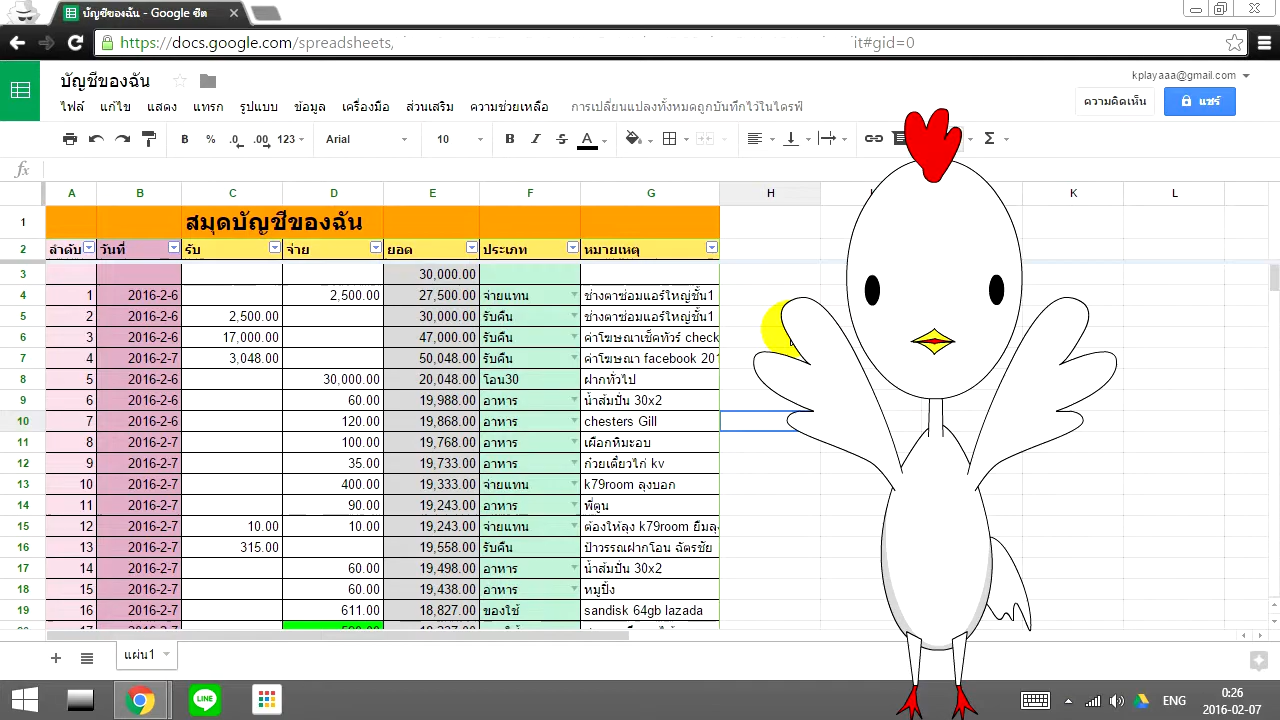 บัญชีของฉัน - Google ชีต
https://docs.google.com/spreadsheets, it#gid=0
บัญชีของฉัน
kplayaaa@gmail.com
ไฟล์ แก้ไข แสดง แทรก รูปแบบ ข้อมูล เครื่องมือ ส่วนเสริม ความช่วยเหลือ การเปลี่ยนแปลงทั้งหมดถูกบันทึกไว้ในไดรฟ์
ความคิดเห็น แชร์
B % .0 .00 123 Arial 10 B I S A Σ
fx
A B C D E F G H K L
1 สมุดบัญชีของฉัน
2 ลำดับ วันที่ รับ จ่าย ยอด ประเภท หมายเหตุ
3 30,000.00
4 1 2016-2-6 2,500.00 27,500.00 จ่ายแทน ช่างตาซ่อมแอร์ใหญ่ชั้น1
5 2 2016-2-6 2,500.00 30,000.00 รับคืน ช่างตาซ่อมแอร์ใหญ่ชั้น1
6 3 2016-2-6 17,000.00 47,000.00 รับคืน ค่าโฆษณาเช็คทัวร์ check
7 4 2016-2-6 3,048.00 50,048.00 รับคืน ค่าโฆษณา facebook 201
8 5 2016-2-6 30,000.00 20,048.00 โอน30 ฝากทั่วไป
9 6 2016-2-6 60.00 19,988.00 อาหาร น้ำส้มปั่น 30x2
10 7 2016-2-6 120.00 19,868.00 อาหาร chesters Gill
11 8 2016-2-7 100.00 19,768.00 อาหาร เผือกหิมะอบ
12 9 2016-2-7 35.00 19,733.00 อาหาร ก๋วยเตี๋ยวไก่ kv
13 10 2016-2-7 400.00 19,333.00 จ่ายแทน k79room ลุงบอก
14 11 2016-2-7 90.00 19,243.00 อาหาร พี่ตูน
15 12 2016-2-7 10.00 10.00 19,243.00 จ่ายแทน ต้องให้ลุง k79room ยืมลุง
16 13 2016-2-7 315.00 19,558.00 รับคืน ป้าวรรณฝากโอน ฉัตรชัย
17 14 2016-2-7 60.00 19,498.00 อาหาร น้ำส้มปั่น 30x2
18 15 2016-2-7 60.00 19,438.00 อาหาร หมูปิ้ง
19 16 2016-2-7 611.00 18,827.00 ของใช้ sandisk 64gb lazada
แผ่น1
LINE
ENG
0:26
2016-02-07